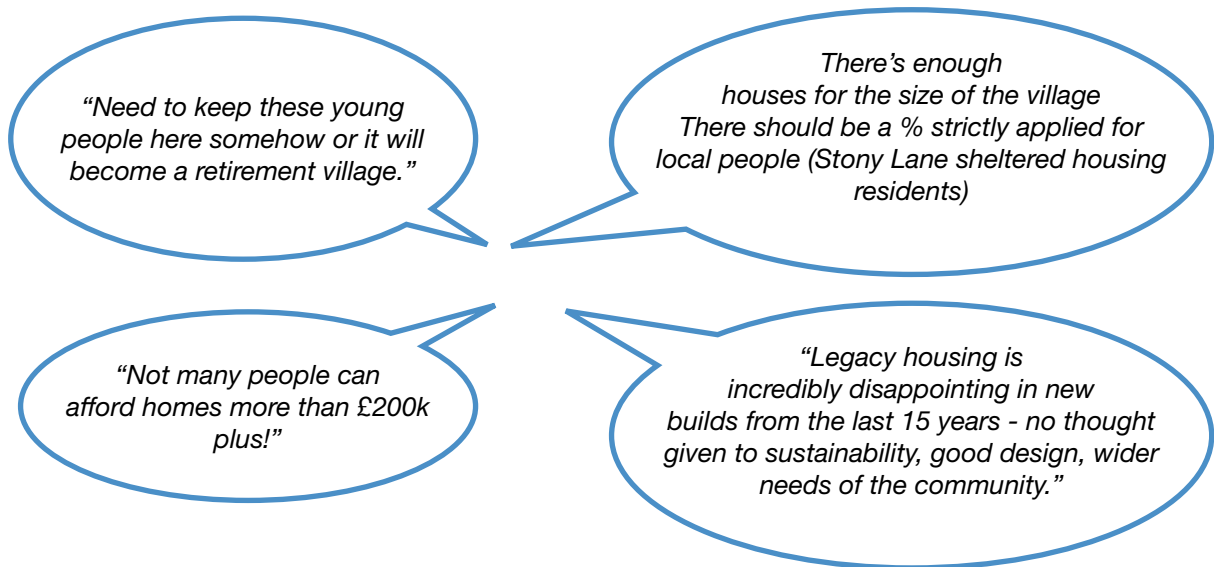 “Need to keep these young
people here somehow or it will
become a retirement village.”
There’s enough
houses for the size of the village
There should be a % strictly applied for
local people (Stony Lane sheltered housing
residents)
“Not many people can
afford homes more than £200k
plus!”
“Legacy housing is
incredibly disappointing in new
builds from the last 15 years - no thought
given to sustainability, good design, wider
needs of the community.”